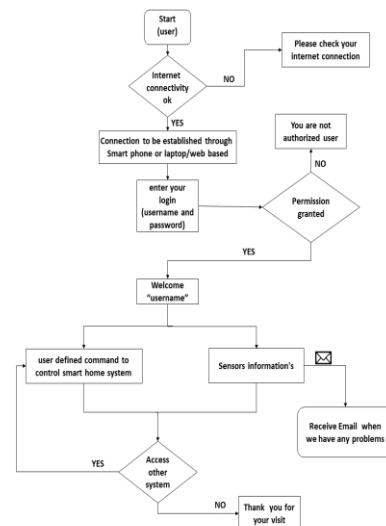 Start
(user)
Internet
connectivity
ok
NO
Please check your
internet connection
YES
Connection to be established through
Smart phone or laptop/web based
You are not
authorized user
NO
enter your
login
(username and
password)
Permission
granted
YES
Welcome
"username"
user defined command to
control smart home system
Sensors information's
Receive Email when
we have any problems
YES
Access
other
system
NO
Thank you for
your visit